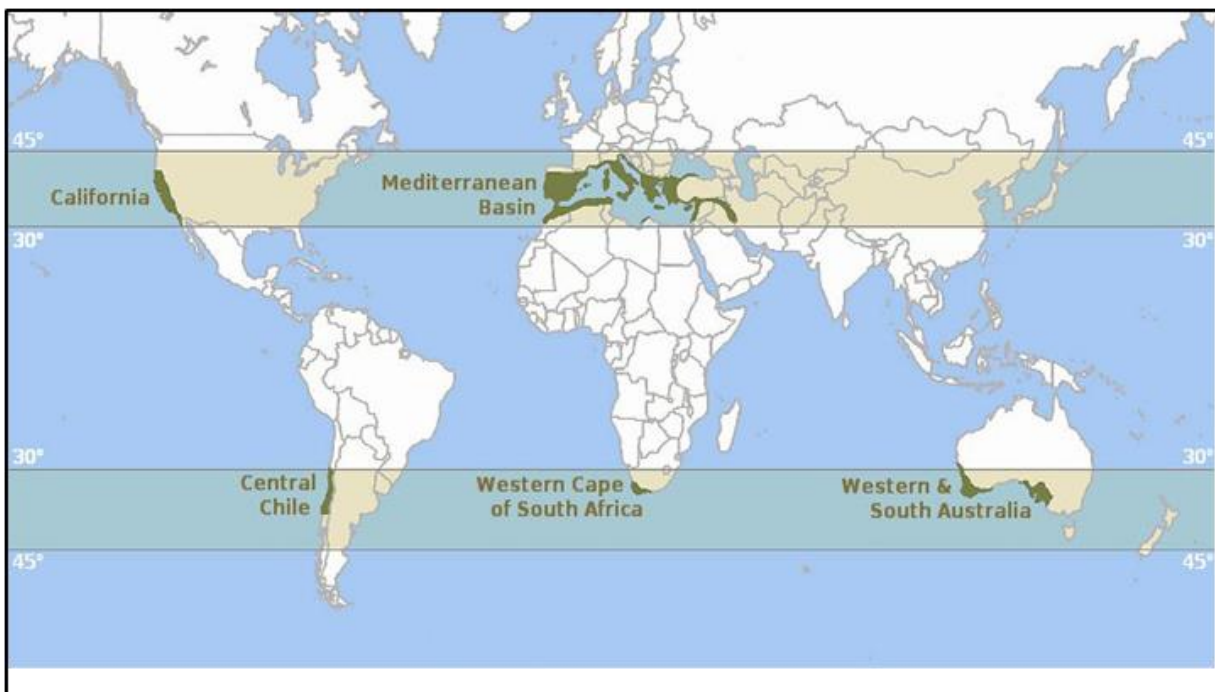 45°
45°
California
Mediterranean
Basin
30°
30°
30°
30°
Central
Chile
Western Cape
of South Africa
Western &
South Australia
45°
45°